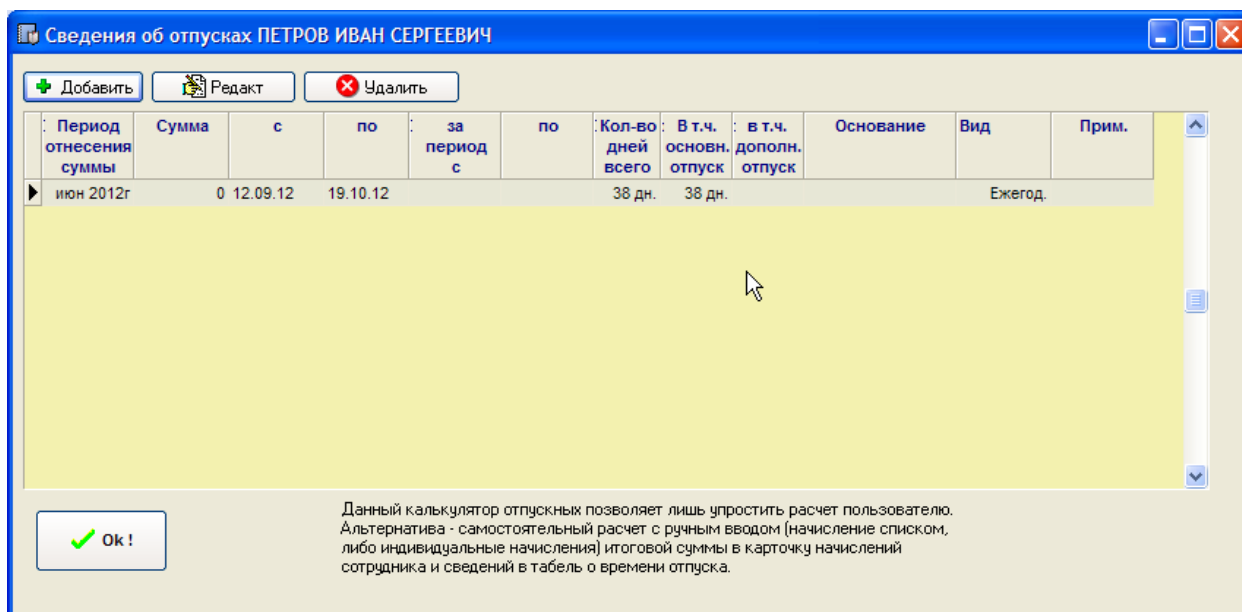 Сведения об отпусках ПЕТРОВ ИВАН СЕРГЕЕВИЧ
Добавить Редакт Удалить
Период отнесения суммы Сумма с по за период с по Кол-во дней всего В т.ч. основн. отпуск в т.ч. дополн. отпуск Основание Вид Прим.
июн 2012г 0 12.09.12 19.10.12 38 дн. 38 дн. Ежегод.
Данный калькулятор отпускных позволяет лишь упростить расчет пользователю.
Альтернатива - самостоятельный расчет с ручным вводом (начисление списком,
либо индивидуальные начисления) итоговой суммы в карточку начислений
сотрудника и сведений в табель о времени отпуска.
Ok !